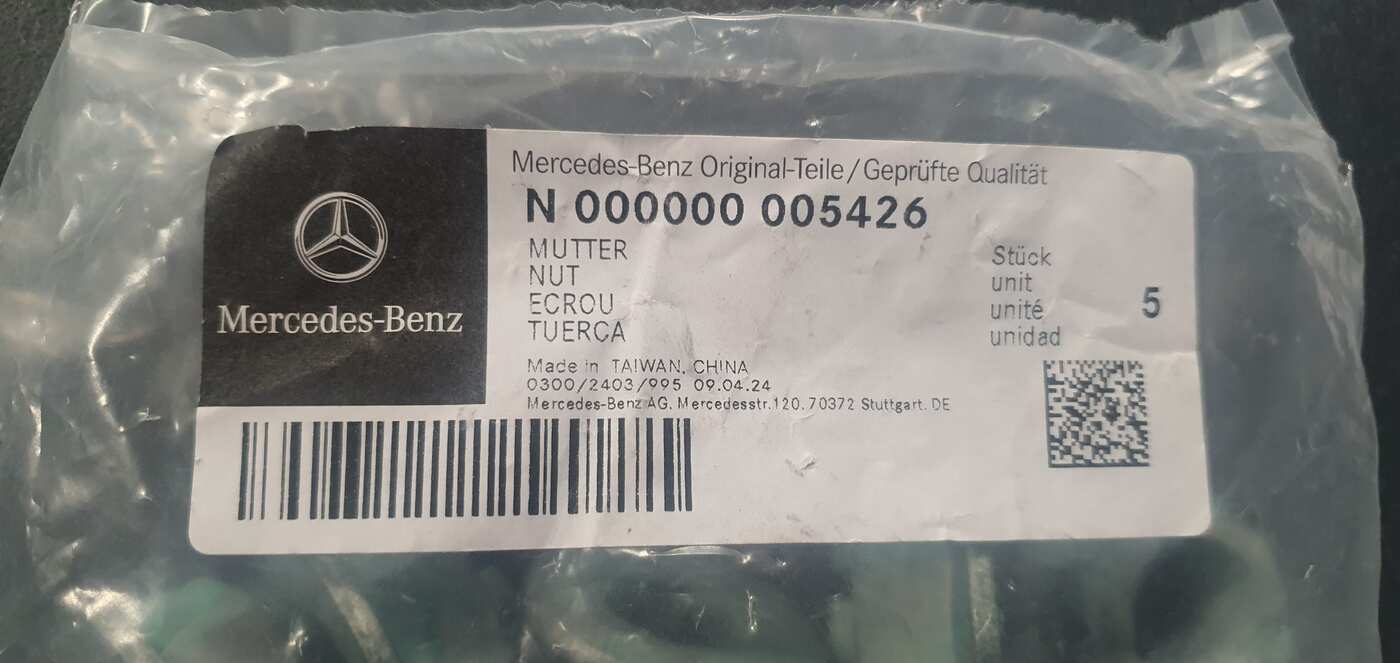 Mercedes-Benz
Mercedes-Benz Original-Teile/Geprüfte Qualität
N 000000 005426
MUTTER
NUT
ECROU
TUERCA
Stück
unit
unité
unidad
5
Made in TAIWAN, CHINA
0300/2403/995 09.04.24
Mercedes-Benz AG, Mercedesstr.120, 70372 Stuttgart, DE